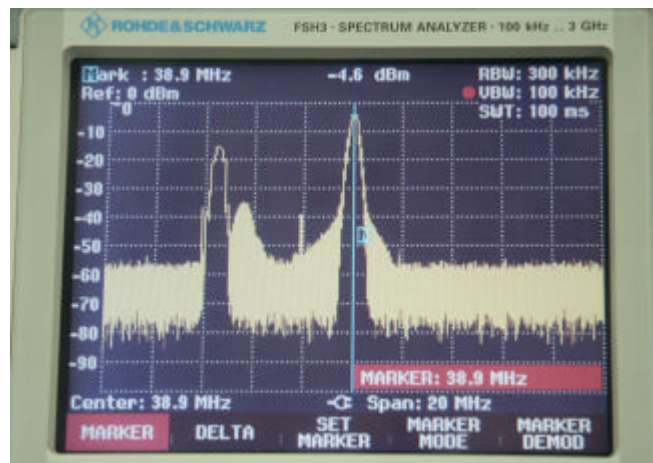 ROHDE&SCHWARZ FSH3 - SPECTRUM ANALYZER · 100 kHz ... 3 GHz
Mark : 38.9 MHz -4.6 dBm RBW: 300 kHz
Ref: 0 dBm VBW: 100 kHz
0 SWT: 100 ms
-10
-20
-30
-40
-50
-60
-70
-80
-90
MARKER: 38.9 MHz
Center: 38.9 MHz Span: 20 MHz
MARKER DELTA SET MARKER MARKER MODE MARKER DEMOD